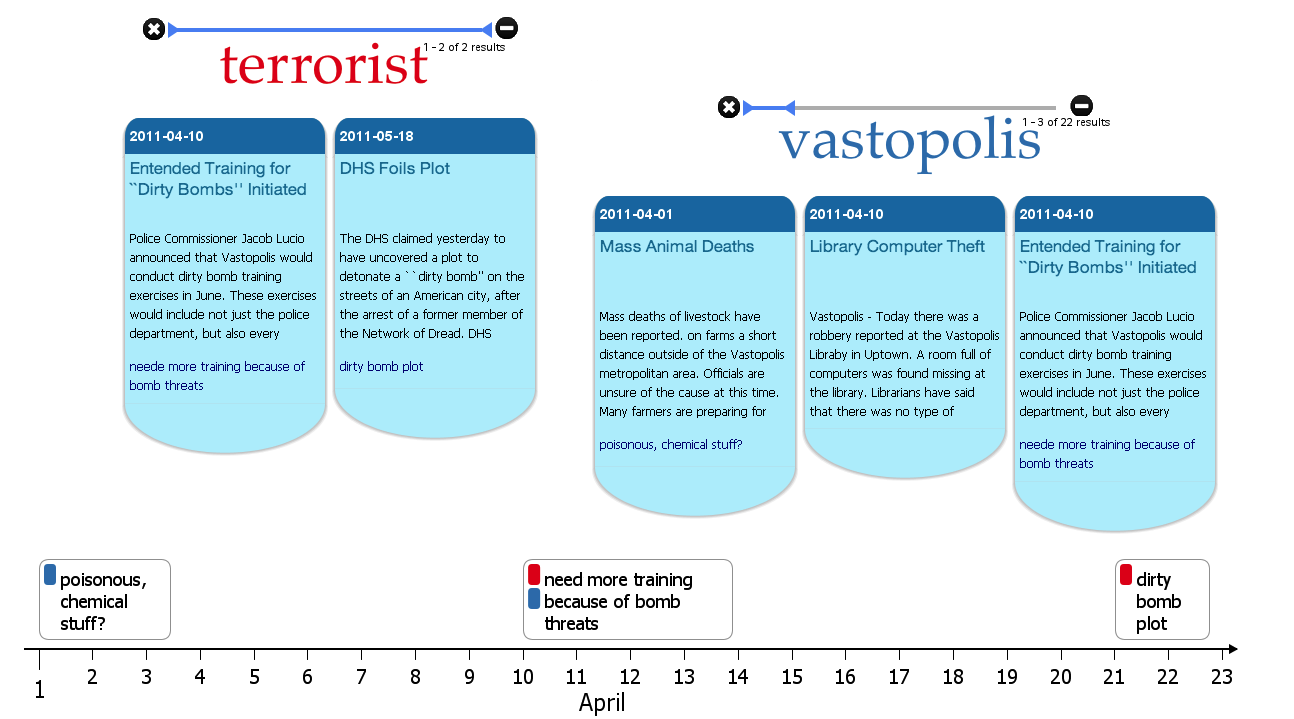 1 - 2 of 2 results
terrorist
2011-04-10
Entended Training for
``Dirty Bombs'' Initiated
Police Commissioner Jacob Lucio
announced that Vastopolis would
conduct dirty bomb training
exercises in June. These exercises
would include not just the police
department, but also every
neede more training because of
bomb threats
2011-05-18
DHS Foils Plot
The DHS claimed yesterday to
have uncovered a plot to
detonate a ``dirty bomb'' on the
streets of an American city, after
the arrest of a former member of
the Network of Dread. DHS
dirty bomb plot
1 - 3 of 22 results
vastopolis
2011-04-01
Mass Animal Deaths
Mass deaths of livestock have
been reported. on farms a short
distance outside of the Vastopolis
metropolitan area. Officials are
unsure of the cause at this time.
Many farmers are preparing for
poisonous, chemical stuff?
2011-04-10
Library Computer Theft
Vastopolis - Today there was a
robbery reported at the Vastopolis
Libraby in Uptown. A room full of
computers was found missing at
the library. Librarians have said
that there was no type of
2011-04-10
Entended Training for
``Dirty Bombs'' Initiated
Police Commissioner Jacob Lucio
announced that Vastopolis would
conduct dirty bomb training
exercises in June. These exercises
would include not just the police
department, but also every
neede more training because of
bomb threats
poisonous,
chemical
stuff?
need more training
because of bomb
threats
dirty
bomb
plot
1 2 3 4 5 6 7 8 9 10 11 12 13 14 15 16 17 18 19 20 21 22 23
April